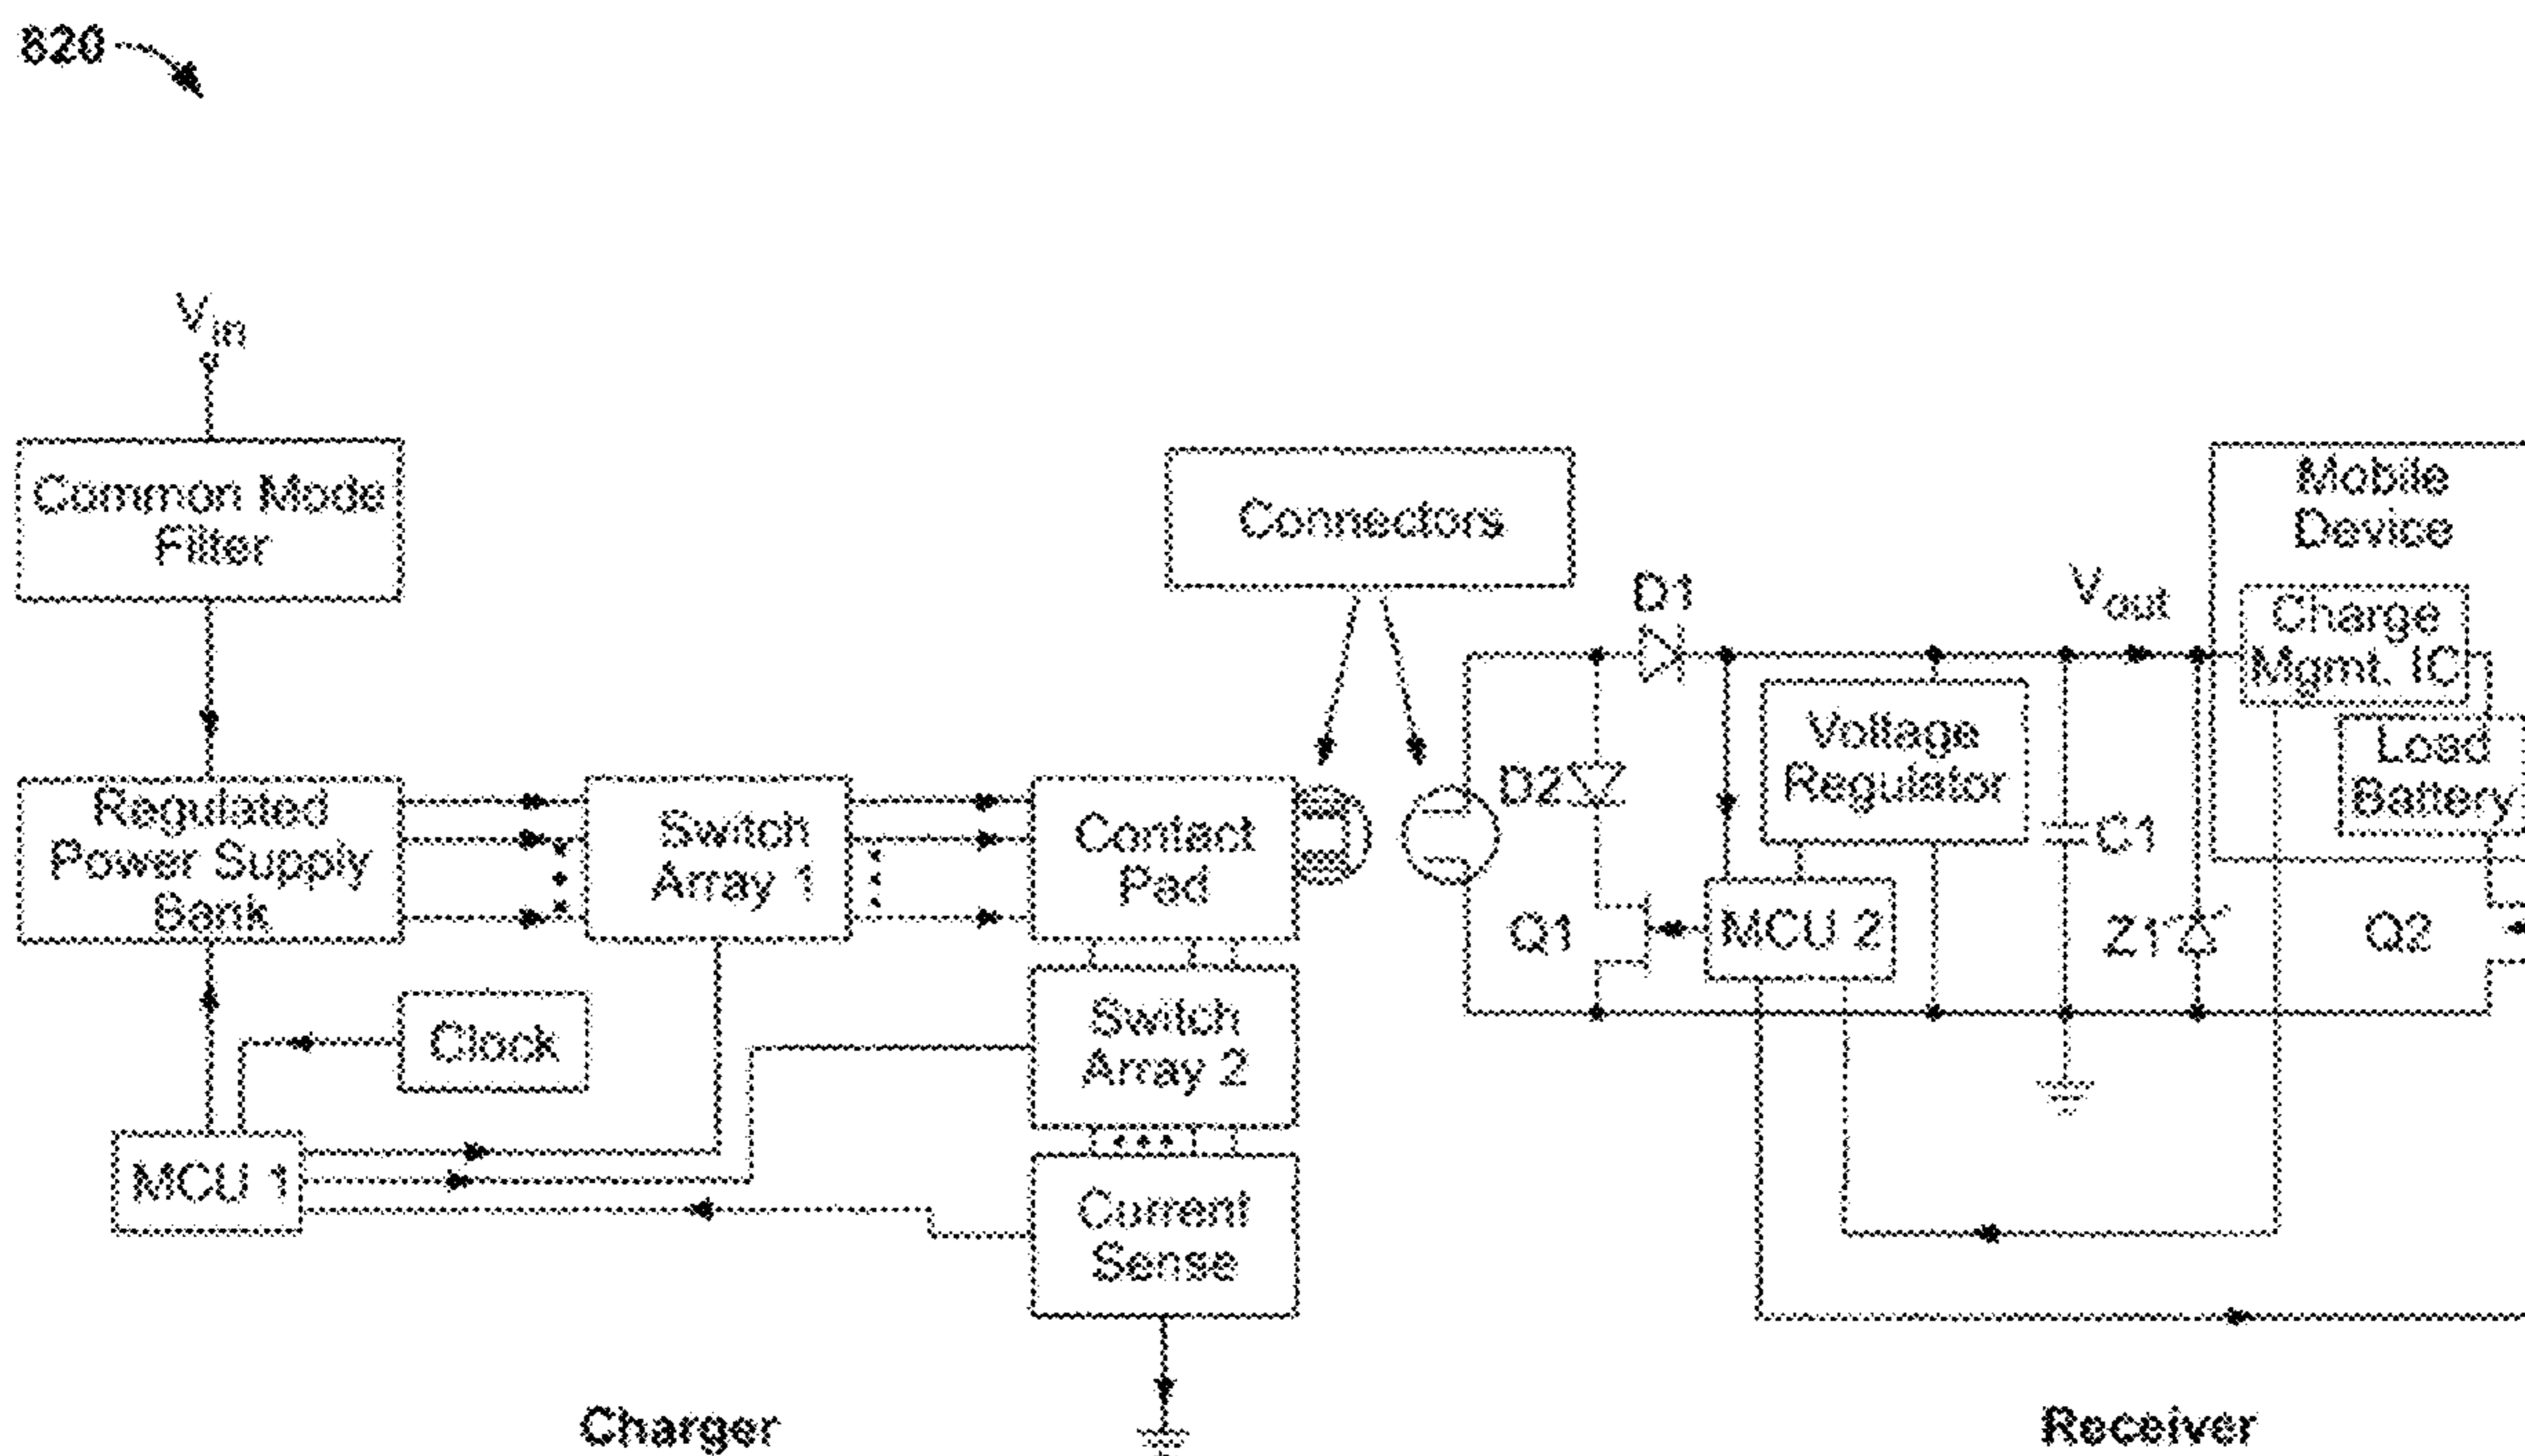 820
Vin
Common Mode
Filter
Regulated
Power Supply
Bank
Switch
Array 1
Contact
Pad
Connectors
Clock
MCU 1
Switch
Array 2
Current
Sense
Charger
D1
D2
Q1
MCU 2
Voltage
Regulator
C1
Vout
Z1
Mobile
Device
Charge
Mgmt. IC
Load
Battery
Q2
Receiver